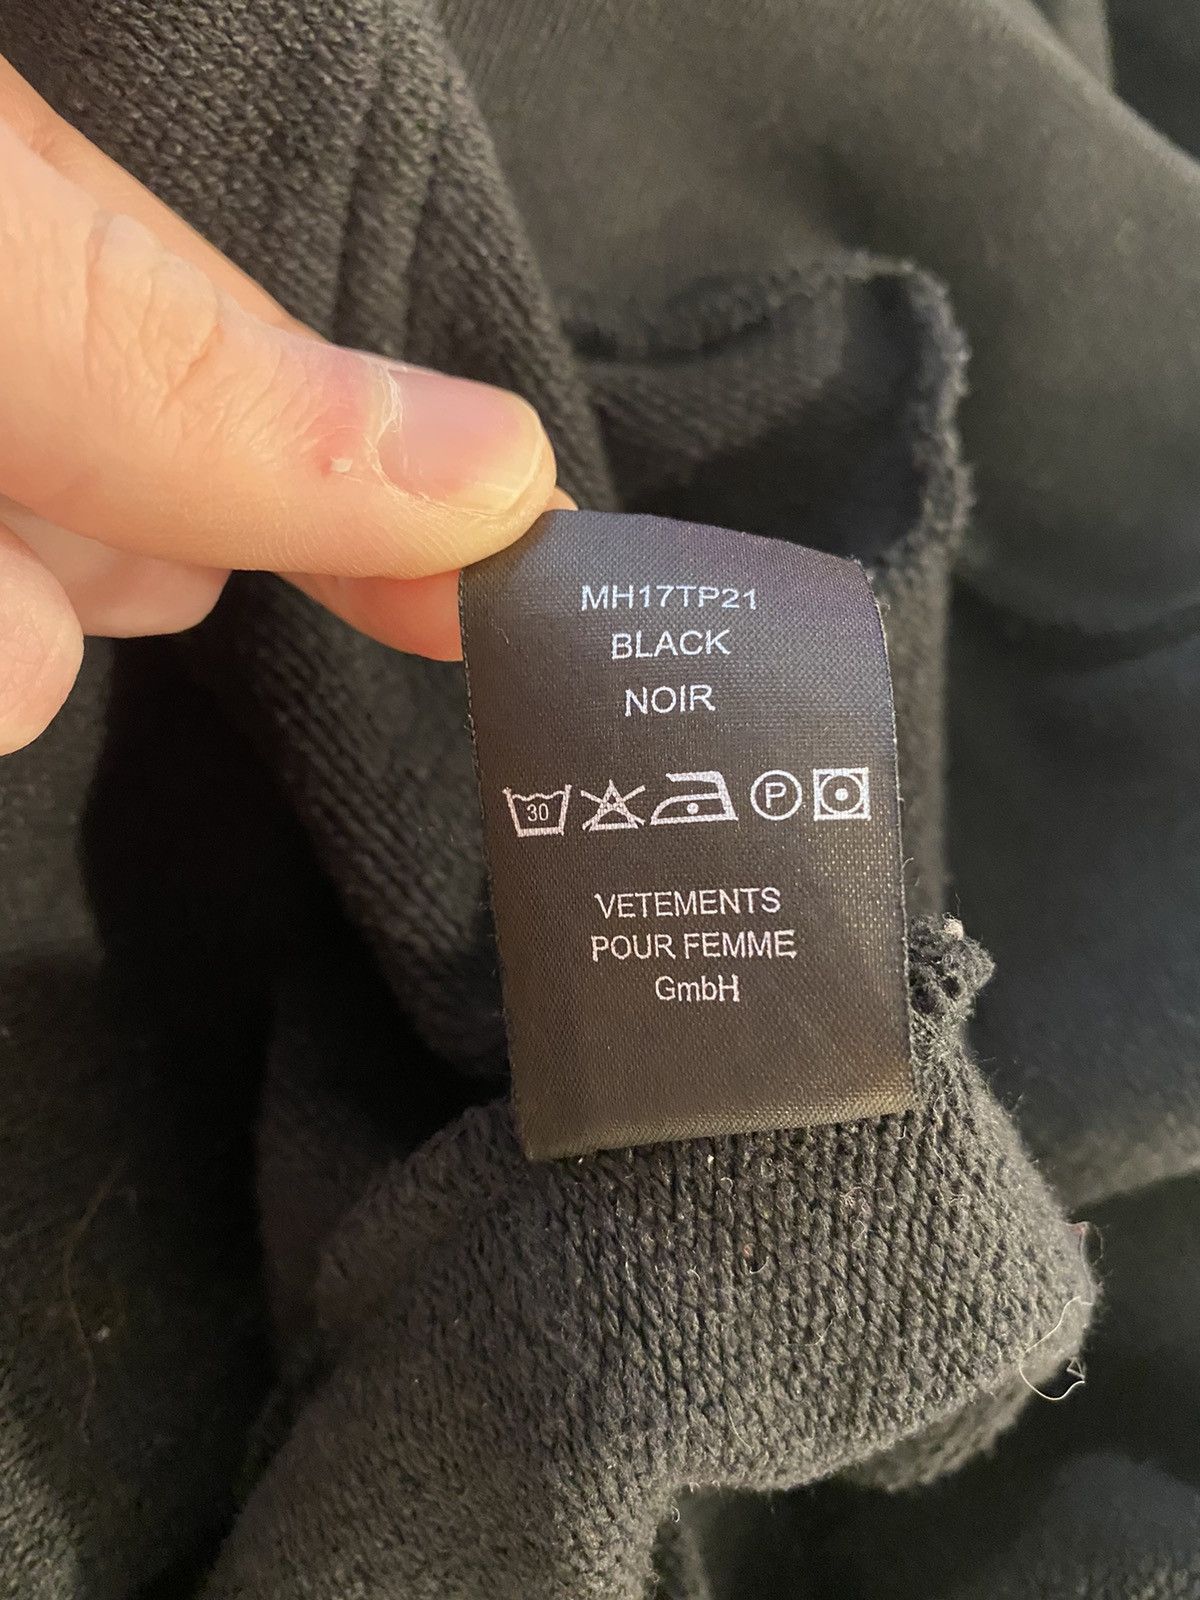 MH17TP21
BLACK
NOIR
30 P
VETEMENTS
POUR FEMME
GmbH